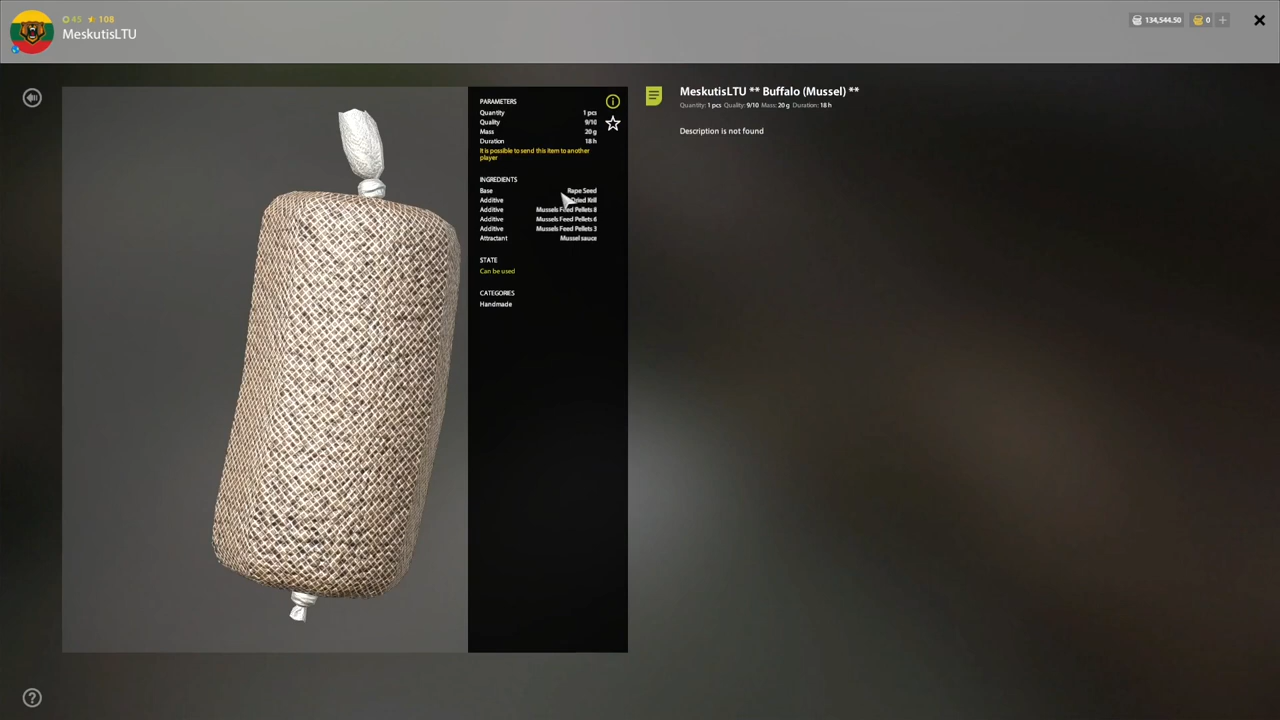 45 108
MeskutisLTU
134,544.50 0 +
PARAMETERS
Quantity 1 pcs
Quality 9/10
Mass 20 g
Duration 18 h
It is possible to send this item to another
player
INGREDIENTS
Base Rape Seed
Additive Dried Krill
Additive Mussels Feed Pellets 8
Additive Mussels Feed Pellets 6
Additive Mussels Feed Pellets 3
Attractant Mussel sauce
STATE
Can be used
CATEGORIES
Handmade
MeskutisLTU ** Buffalo (Mussel) **
Quantity: 1 pcs Quality: 9/10 Mass: 20 g Duration: 18 h
Description is not found